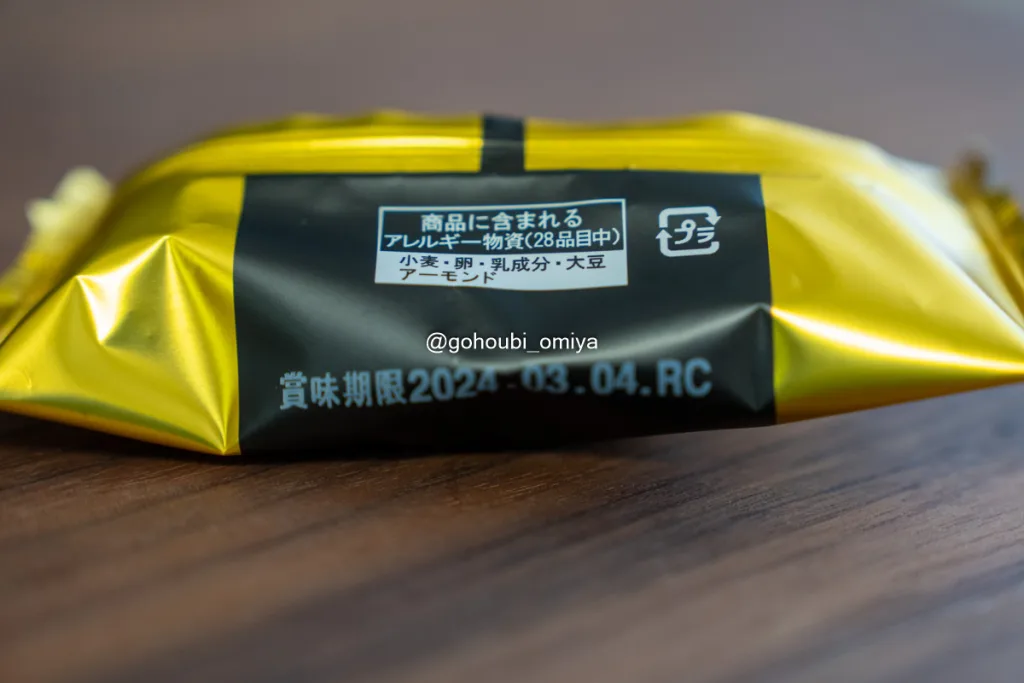 商品に含まれる
アレルギー物資(28品目中)
小麦・卵・乳成分・大豆
アーモンド
プラ
@gohoubi_omiya
賞味期限2024.03.04.RC